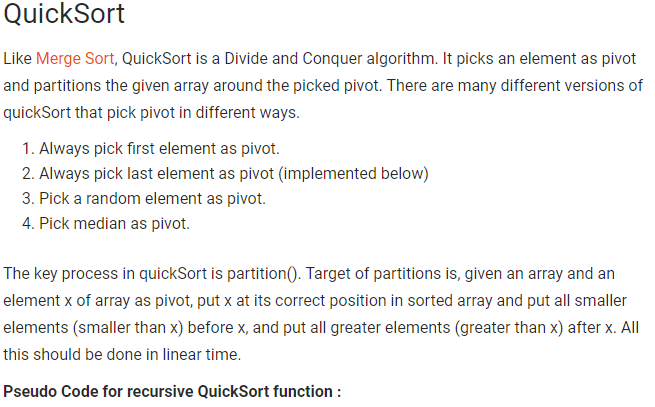 QuickSort
Like Merge Sort, QuickSort is a Divide and Conquer algorithm. It picks an element as pivot
and partitions the given array around the picked pivot. There are many different versions of
quickSort that pick pivot in different ways.
1. Always pick first element as pivot.
2. Always pick last element as pivot (implemented below)
3. Pick a random element as pivot.
4. Pick median as pivot.
The key process in quickSort is partition(). Target of partitions is, given an array and an
element x of array as pivot, put x at its correct position in sorted array and put all smaller
elements (smaller than x) before x, and put all greater elements (greater than x) after x. All
this should be done in linear time.
Pseudo Code for recursive QuickSort function :